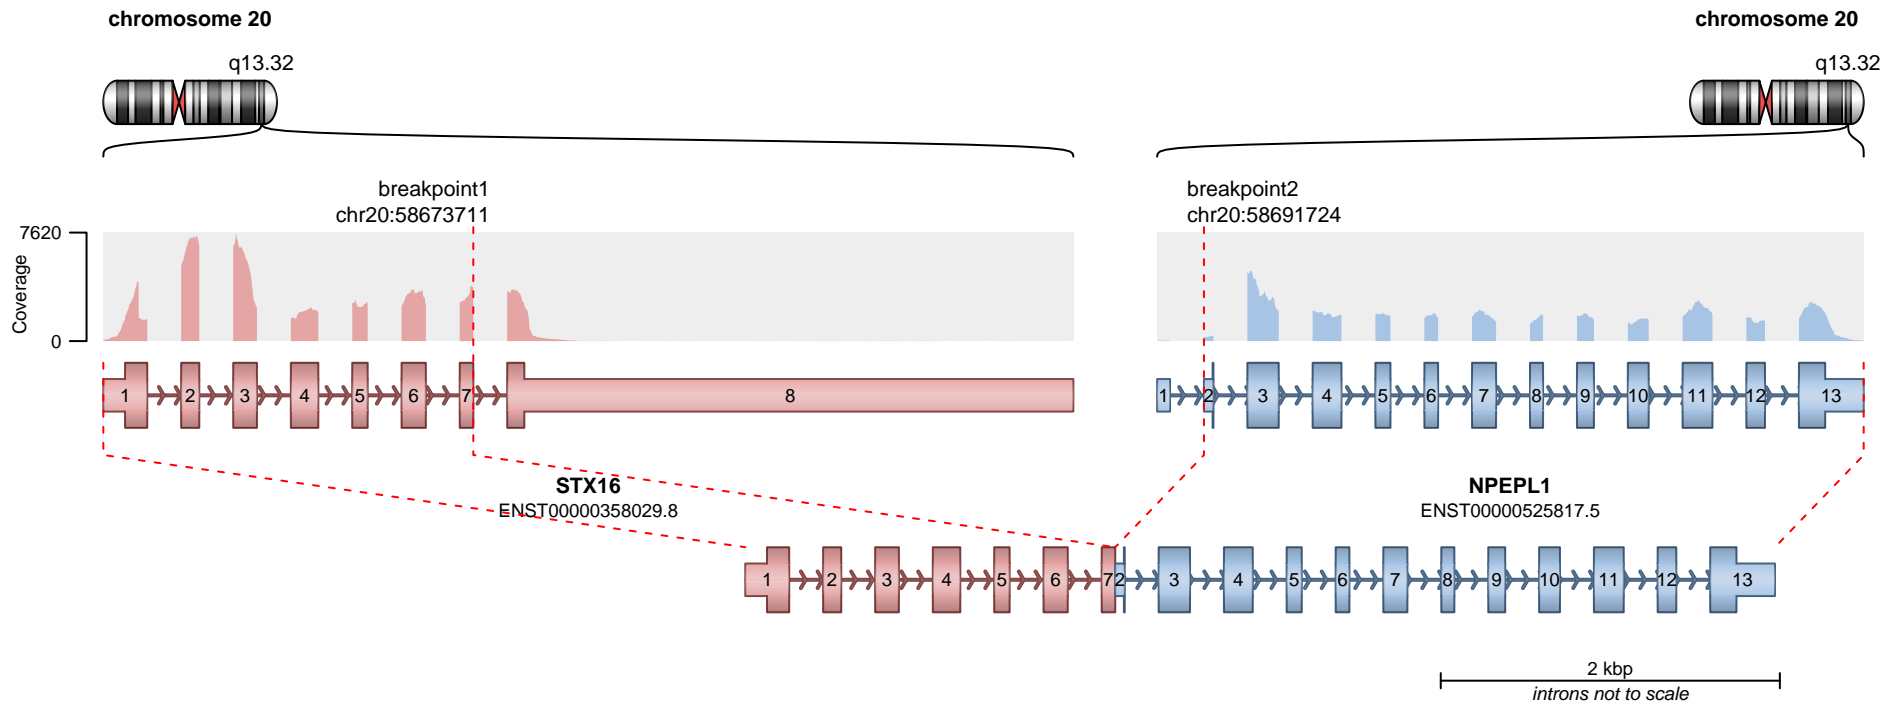 chromosome 20
chromosome 20
q13.32
q13.32
breakpoint1
chr20:58673711
breakpoint2
chr20:58691724
7620
Coverage
0
1 2 3 4 5 6 7 8
1 2 3 4 5 6 7 8 9 10 11 12 13
STX16
ENST00000358029.8
NPEPL1
ENST00000525817.5
1 2 3 4 5 6 7 2 3 4 5 6 7 8 9 10 11 12 13
2 kbp
introns not to scale